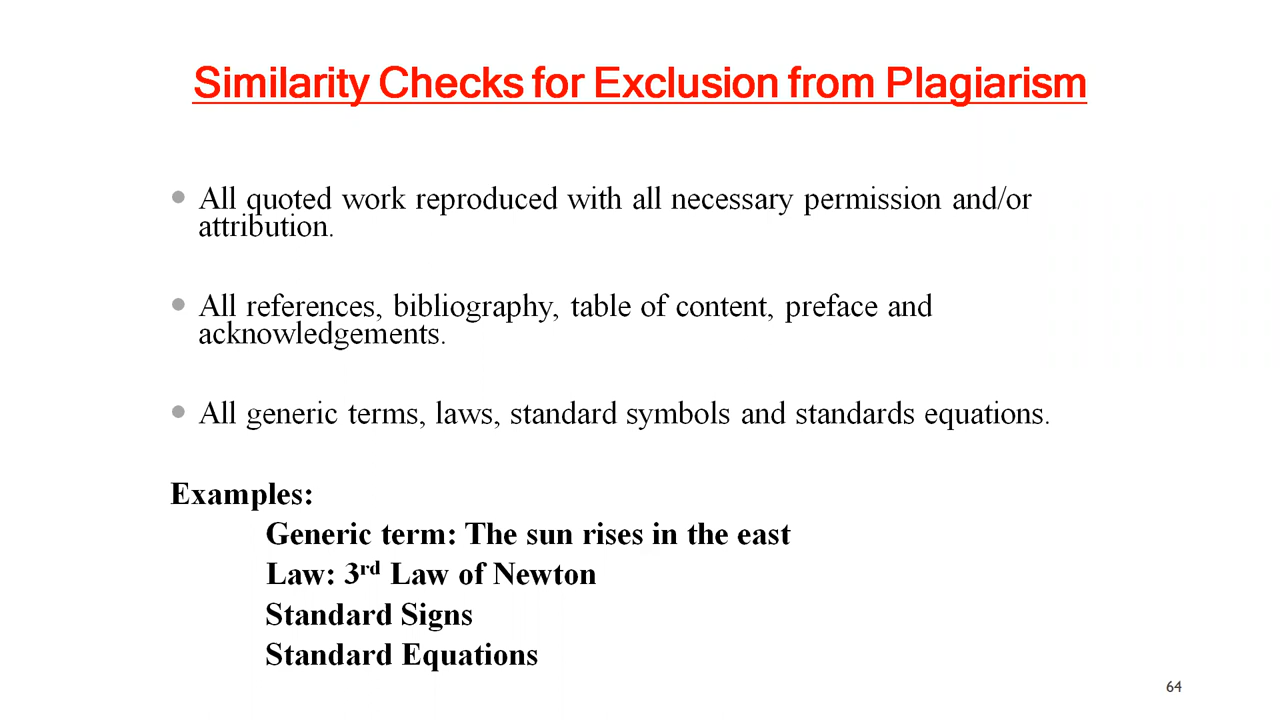 Similarity Checks for Exclusion from Plagiarism
• All quoted work reproduced with all necessary permission and/or
attribution.
• All references, bibliography, table of content, preface and
acknowledgements.
• All generic terms, laws, standard symbols and standards equations.
Examples:
Generic term: The sun rises in the east
Law: 3rd Law of Newton
Standard Signs
Standard Equations
64